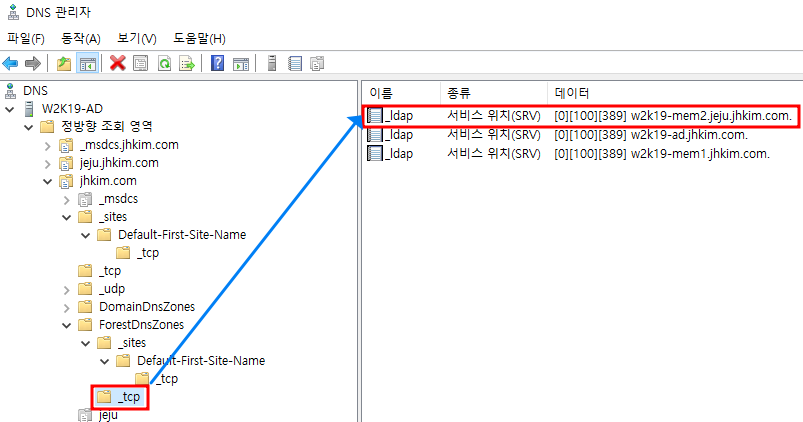 DNS 관리자
파일(F) 동작(A) 보기(V) 도움말(H)
DNS
W2K19-AD
정방향 조회 영역
_msdcs.jhkim.com
jeju.jhkim.com
jhkim.com
_msdcs
_sites
Default-First-Site-Name
_tcp
_tcp
_udp
DomainDnsZones
ForestDnsZones
_sites
Default-First-Site-Name
_tcp
_tcp
jeju
이름 종류 데이터
_ldap 서비스 위치(SRV) [0][100][389] w2k19-mem2.jeju.jhkim.com.
_ldap 서비스 위치(SRV) [0][100][389] w2k19-ad.jhkim.com.
_ldap 서비스 위치(SRV) [0][100][389] w2k19-mem1.jhkim.com.